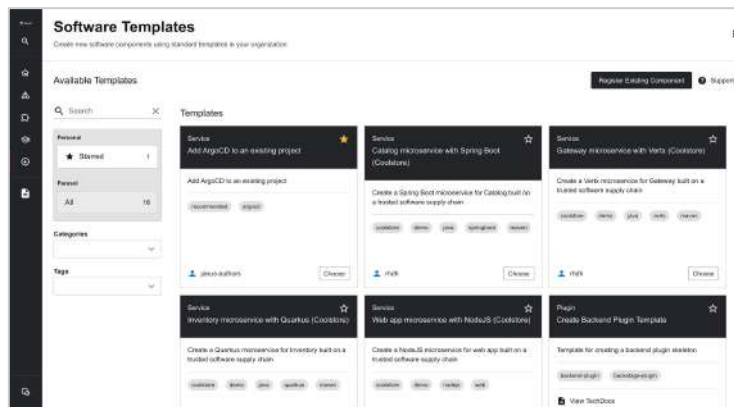 Software Templates
Create new software components using standard templates in your organization
Available Templates
Register Existing Component
Support
Search
Personal
Starred 1
All 16
Categories
Tags
Templates
Service
Add ArgoCD to an existing project
Add ArgoCD to an existing project
recommended argocd
janus-authors
Choose
Service
Catalog microservice with Spring Boot
(Coolstore)
Create a Spring Boot microservice for Catalog built on
a trusted software supply chain
coolstore demo java springboot maven
rhdh
Choose
Service
Gateway microservice with Vertx (Coolstore)
Create a Vertx microservice for Gateway built on a
trusted software supply chain
coolstore demo java vertx maven
rhdh
Choose
Service
Inventory microservice with Quarkus (Coolstore)
Create a Quarkus microservice for Inventory built on a
trusted software supply chain
coolstore demo java quarkus maven
Service
Web app microservice with NodeJS (Coolstore)
Create a NodeJS microservice for web app built on a
trusted software supply chain
coolstore demo nodejs web
Plugin
Create Backend Plugin Template
Template for creating a backend plugin skeleton
backend-plugin backstage-plugin
View TechDocs